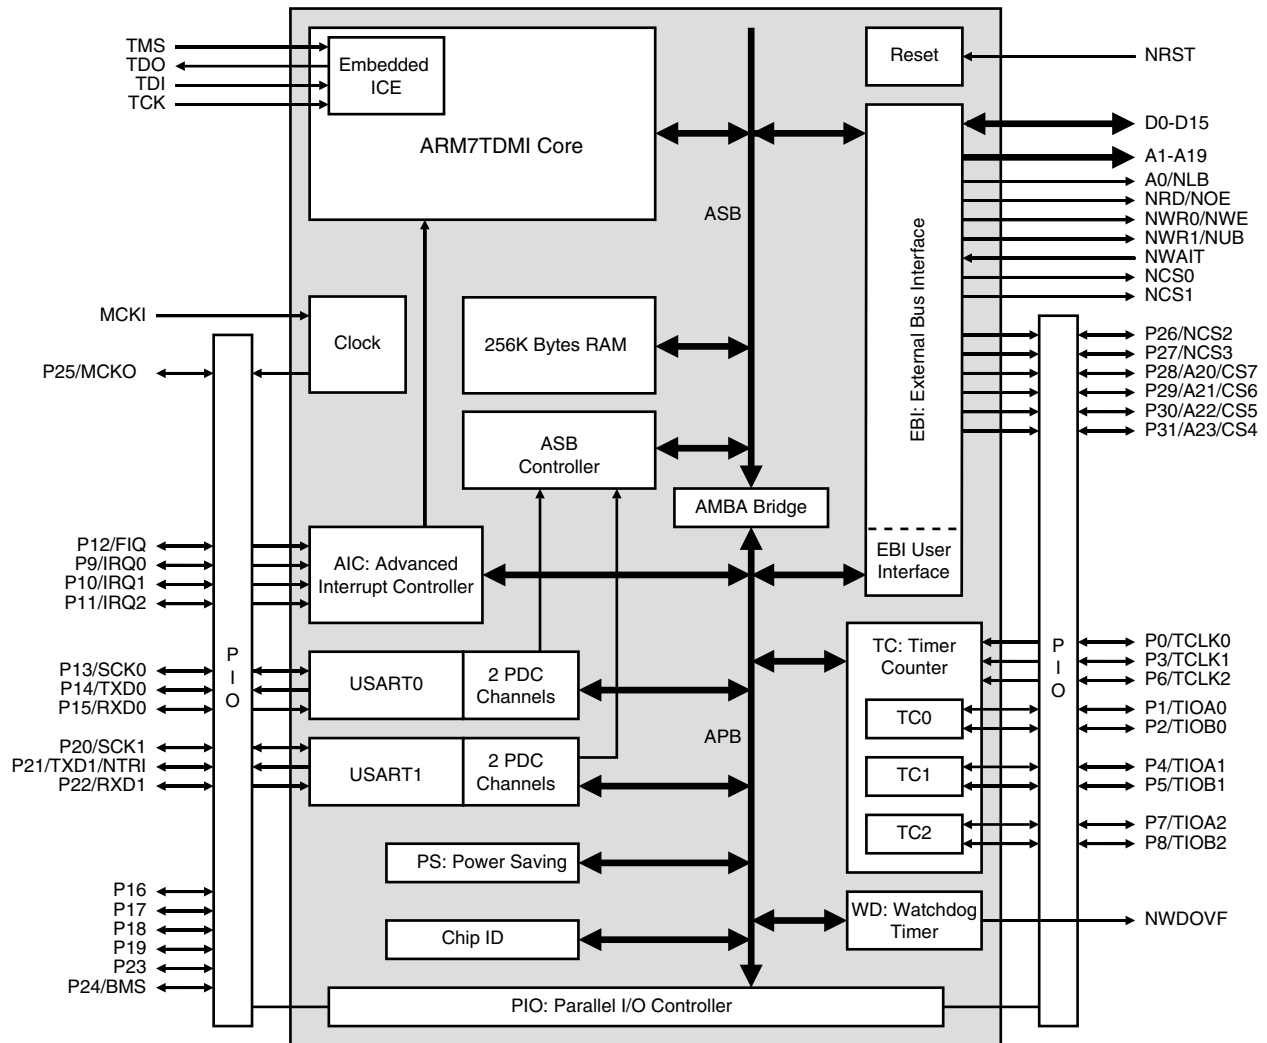 TMS
TDO
TDI
TCK
Embedded
ICE
ARM7TDMI Core
Reset
NRST
D0-D15
A1-A19
A0/NLB
NRD/NOE
NWR0/NWE
NWR1/NUB
NWAIT
NCS0
NCS1
ASB
EBI: External Bus Interface
MCKI
Clock
256K Bytes RAM
P25/MCKO
P26/NCS2
P27/NCS3
P28/A20/CS7
P29/A21/CS6
P30/A22/CS5
P31/A23/CS4
ASB
Controller
AMBA Bridge
EBI User
Interface
P12/FIQ
P9/IRQ0
P10/IRQ1
P11/IRQ2
AIC: Advanced
Interrupt Controller
P
I
O
P13/SCK0
P14/TXD0
P15/RXD0
USART0
2 PDC
Channels
P20/SCK1
P21/TXD1/NTRI
P22/RXD1
USART1
2 PDC
Channels
APB
TC: Timer
Counter
TC0
TC1
TC2
P
I
O
P0/TCLK0
P3/TCLK1
P6/TCLK2
P1/TIOA0
P2/TIOB0
P4/TIOA1
P5/TIOB1
P7/TIOA2
P8/TIOB2
PS: Power Saving
P16
P17
P18
P19
P23
P24/BMS
Chip ID
WD: Watchdog
Timer
NWDOVF
PIO: Parallel I/O Controller